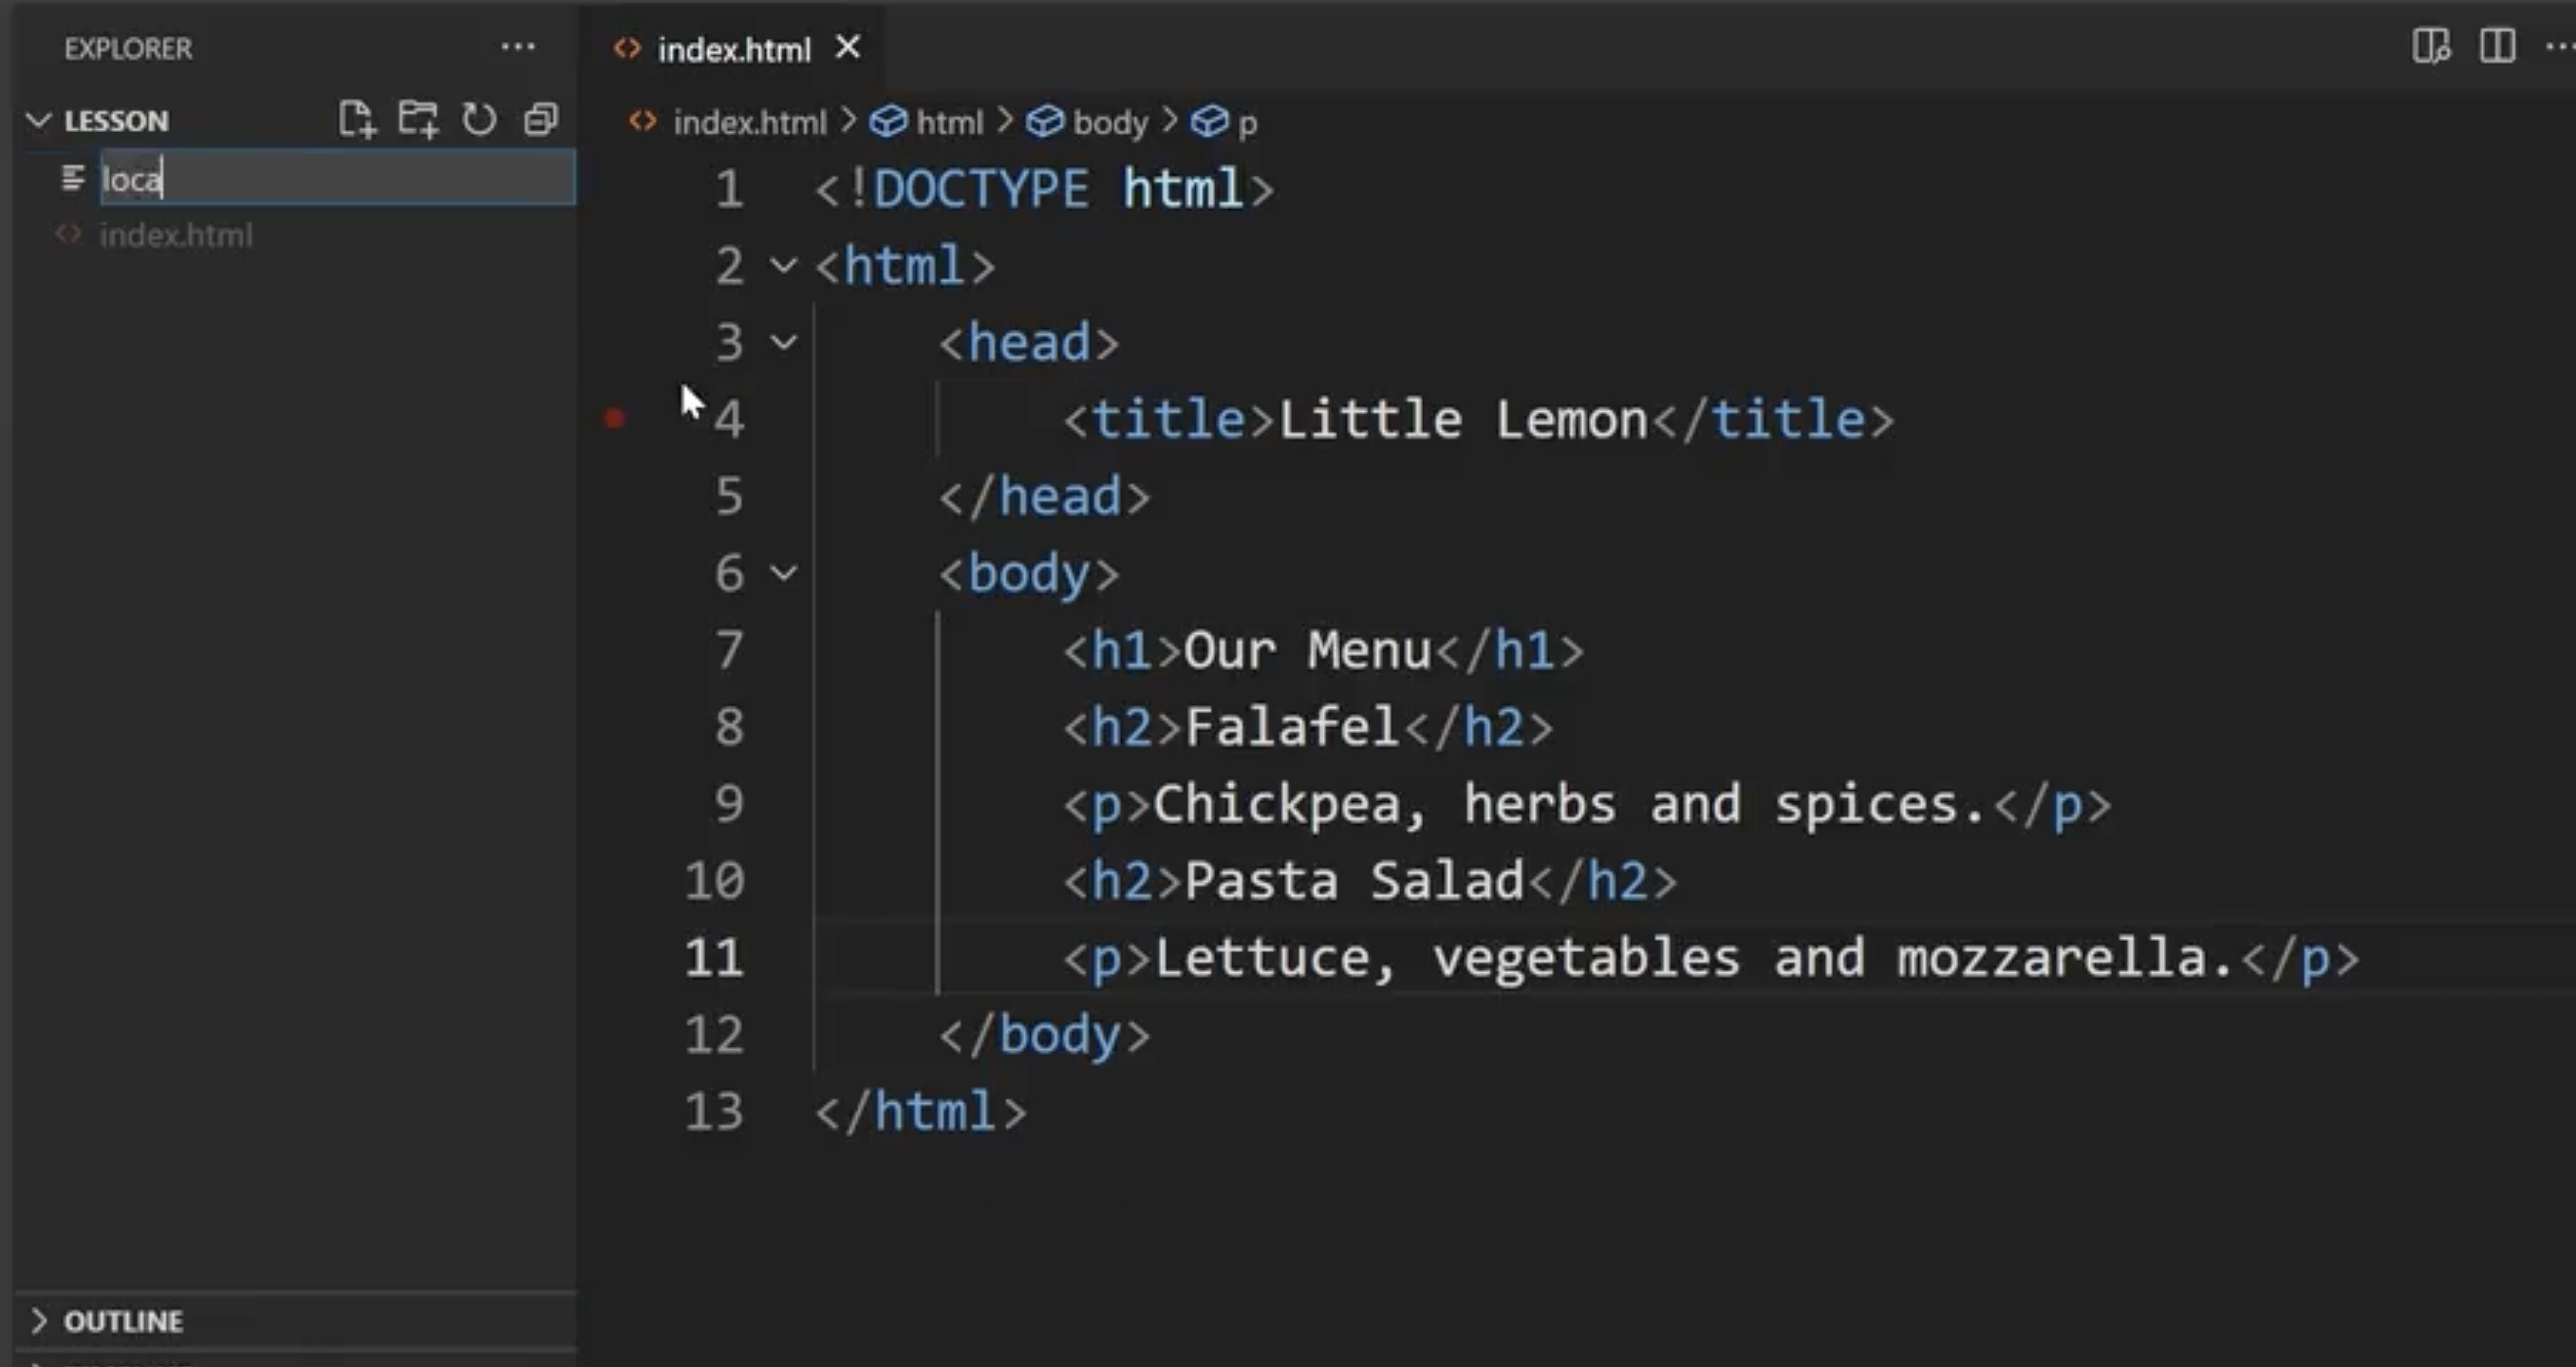 EXPLORER
index.html
LESSON
index.html > html > body > p
loca
index.html
1 <!DOCTYPE html>
2 <html>
3 <head>
4 <title>Little Lemon</title>
5 </head>
6 <body>
7 <h1>Our Menu</h1>
8 <h2>Falafel</h2>
9 <p>Chickpea, herbs and spices.</p>
10 <h2>Pasta Salad</h2>
11 <p>Lettuce, vegetables and mozzarella.</p>
12 </body>
13 </html>
OUTLINE